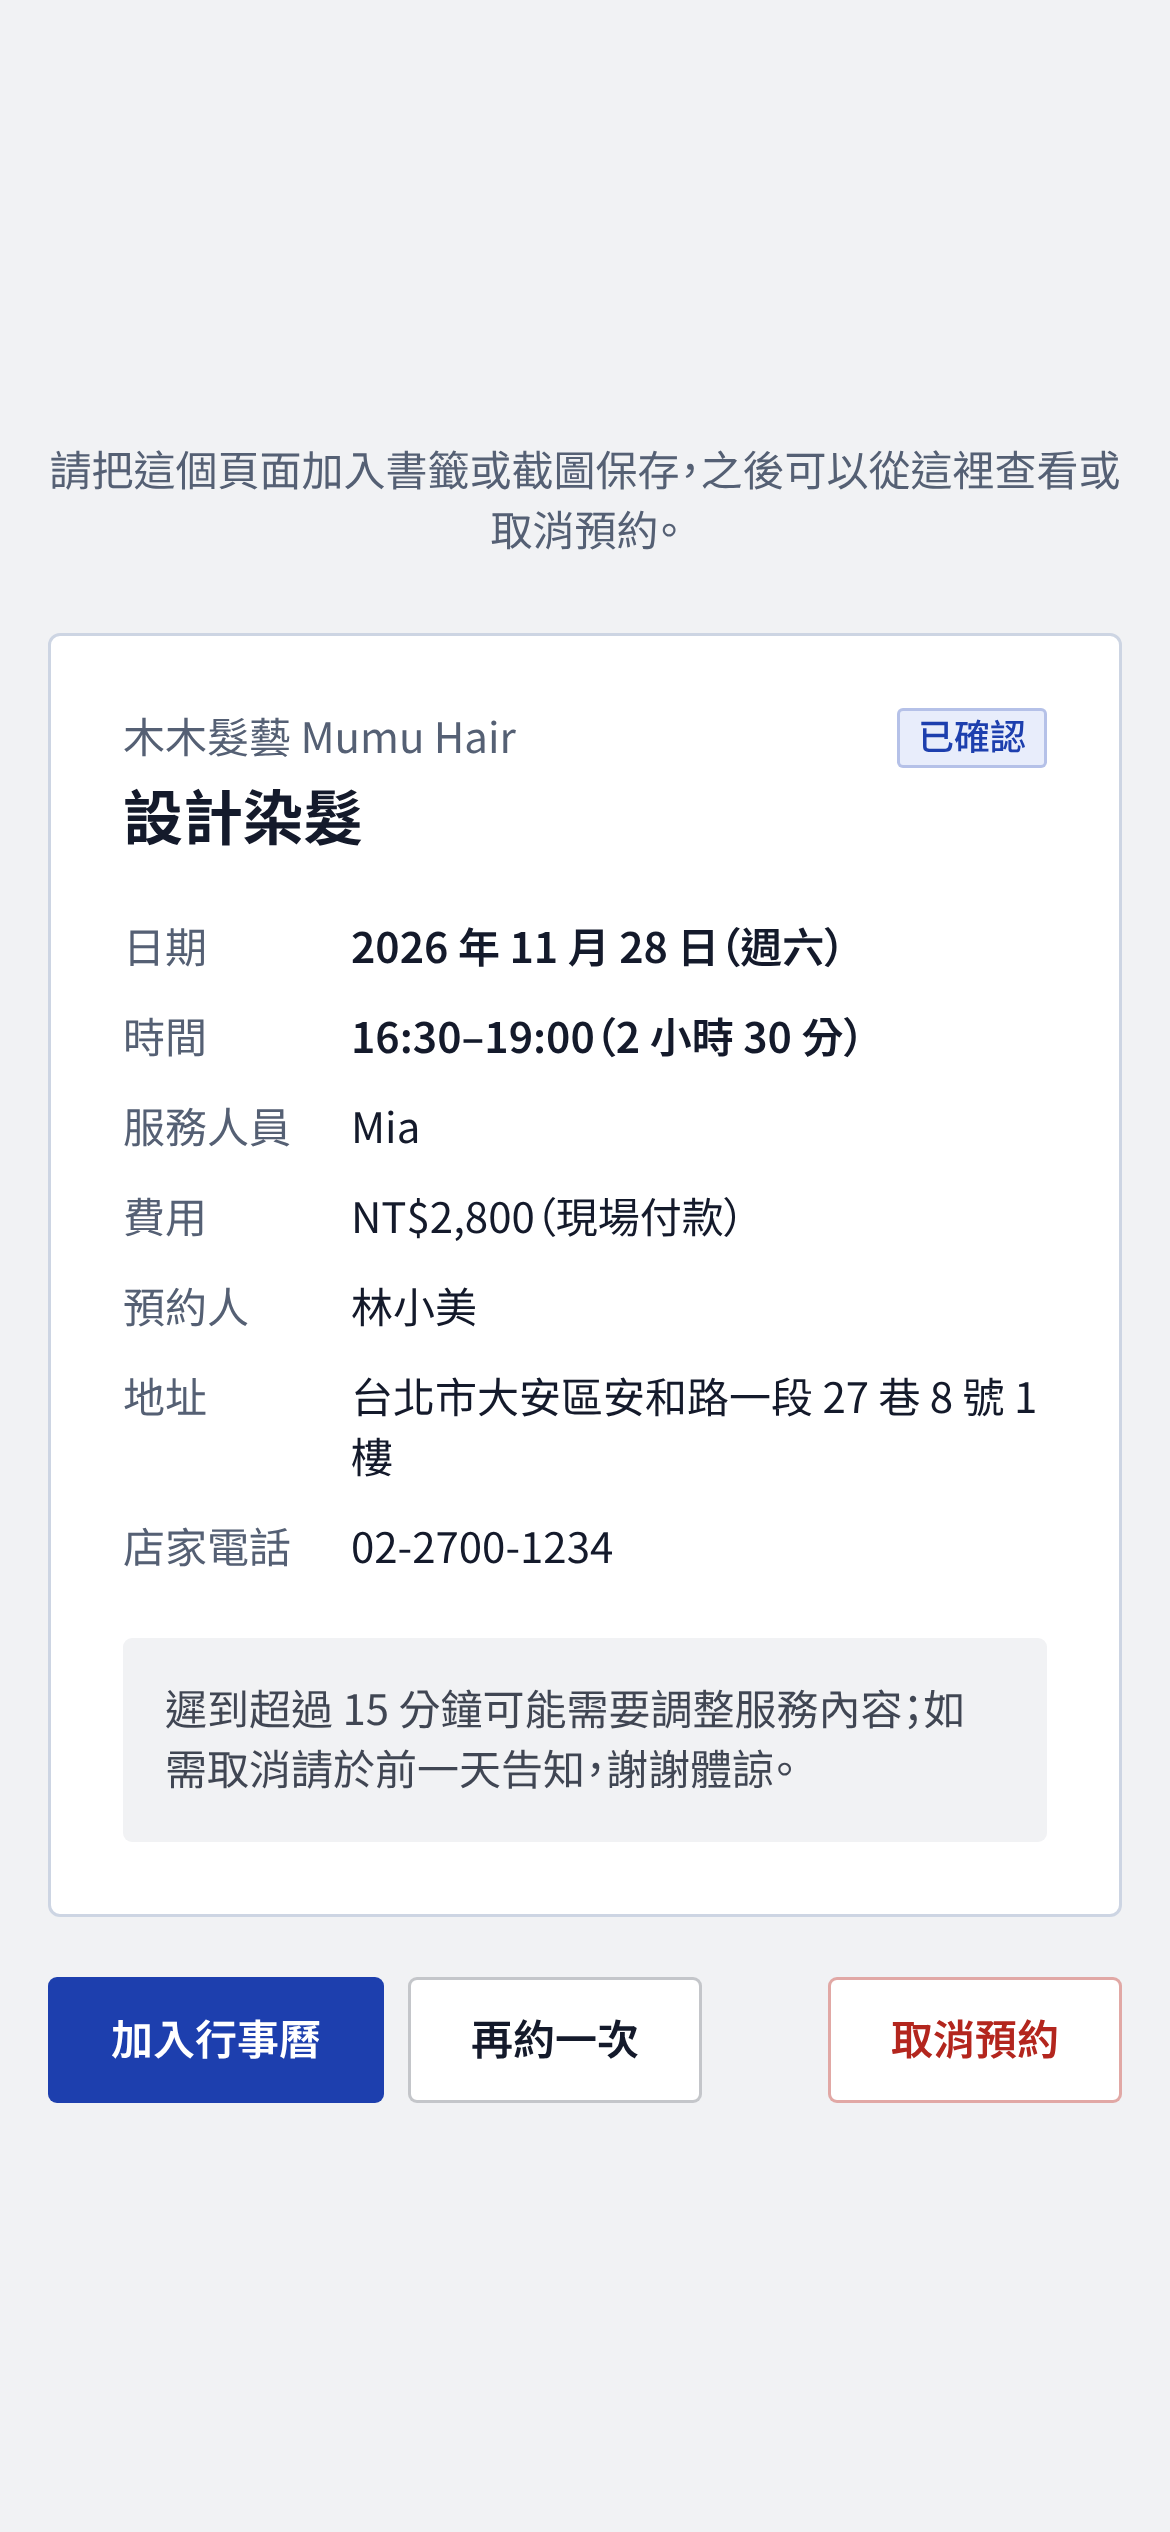 請把這個頁面加入書籤或截圖保存，之後可以從這裡查看或
取消預約。
木木髮藝 Mumu Hair
已確認
設計染髮
日期 2026 年 11 月 28 日（週六）
時間 16:30–19:00（2 小時 30 分）
服務人員 Mia
費用 NT$2,800（現場付款）
預約人 林小美
地址 台北市大安區安和路一段 27 巷 8 號 1
樓
店家電話 02-2700-1234
遲到超過 15 分鐘可能需要調整服務內容；如
需取消請於前一天告知，謝謝體諒。
加入行事曆 再約一次 取消預約